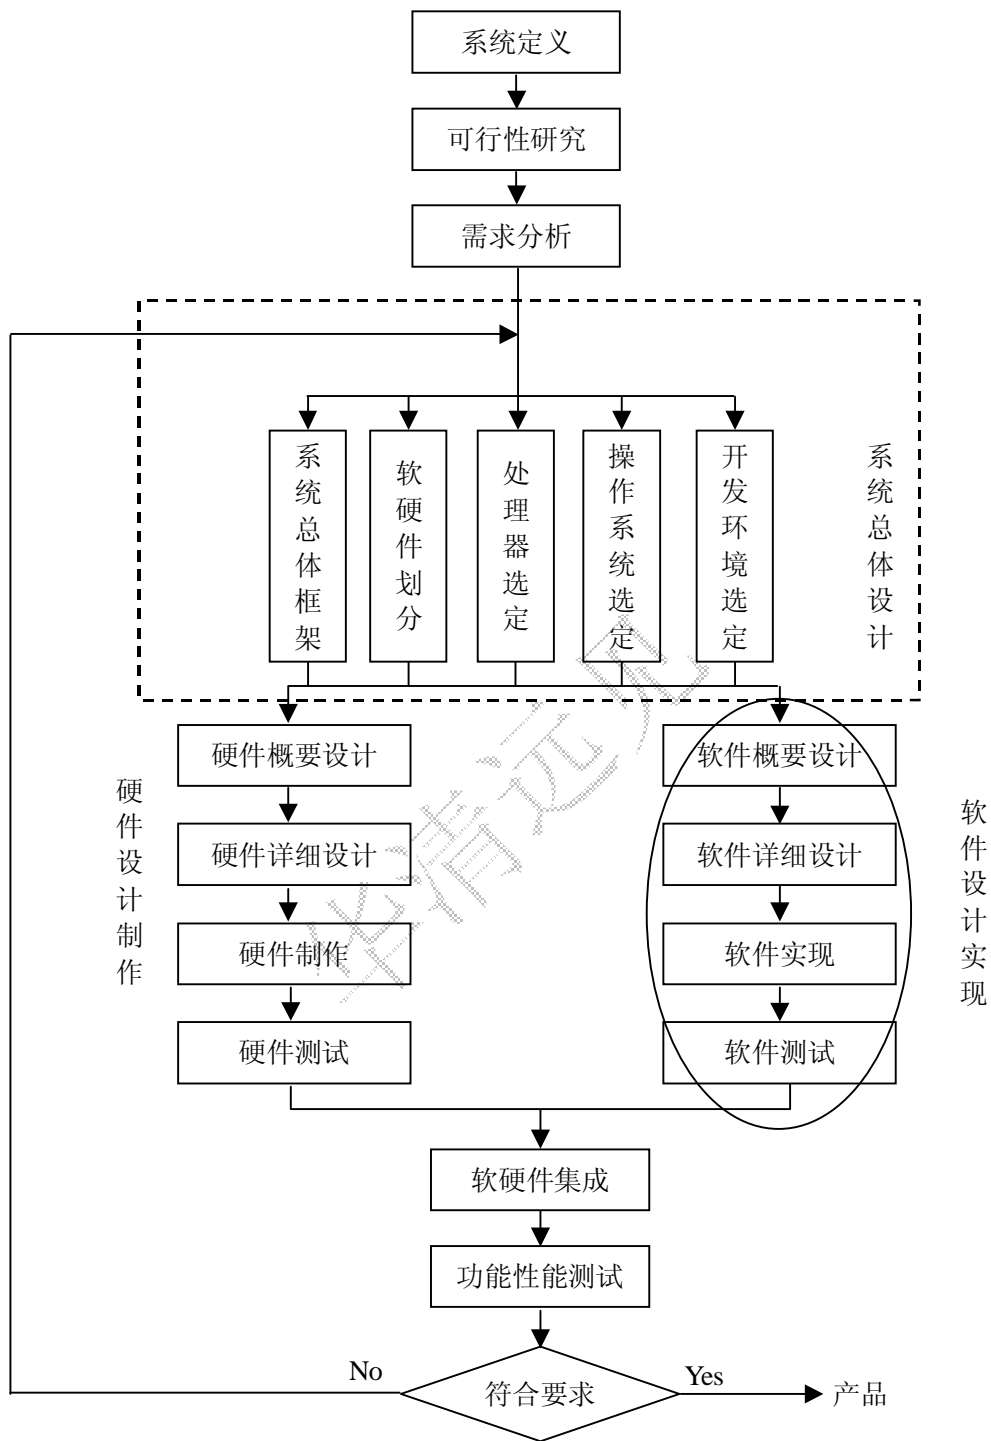 系统定义
可行性研究
需求分析
系统总体框架
软硬件划分
处理器选定
操作系统选定
开发环境选定
系统总体设计
硬件概要设计
软件概要设计
硬件设计制作
硬件详细设计
软件详细设计
软件设计实现
硬件制作
软件实现
硬件测试
软件测试
华清远见
软硬件集成
功能性能测试
No
符合要求
Yes
产品